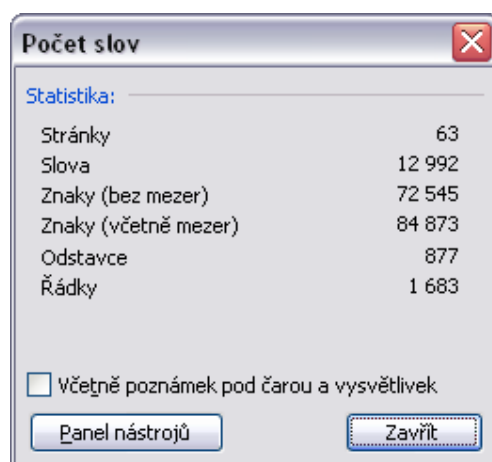 Počet slov
Statistika:
Stránky 63
Slova 12 992
Znaky (bez mezer) 72 545
Znaky (včetně mezer) 84 873
Odstavce 877
Řádky 1 683
Včetně poznámek pod čarou a vysvětlivek
Panel nástrojů Zavřít